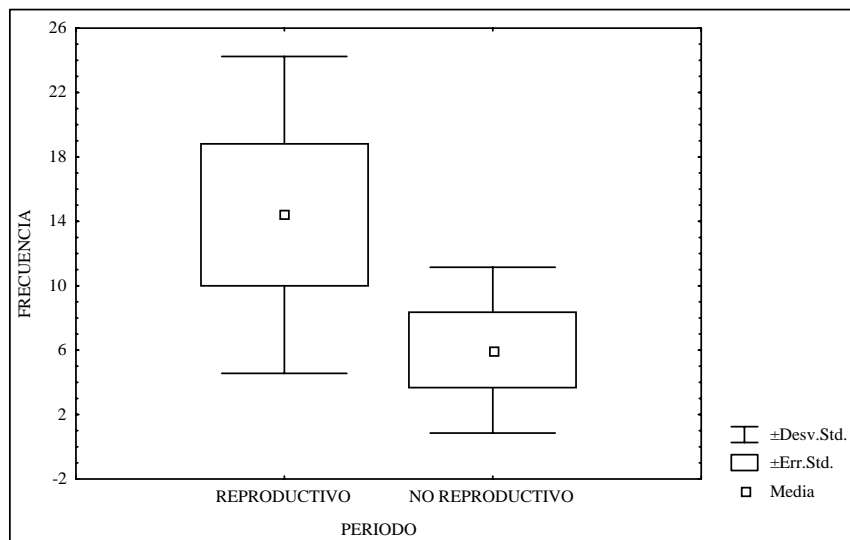 FRECUENCIA
26
22
18
14
10
6
2
-2
REPRODUCTIVO
NO REPRODUCTIVO
PERIODO
±Desv.Std.
±Err.Std.
Media